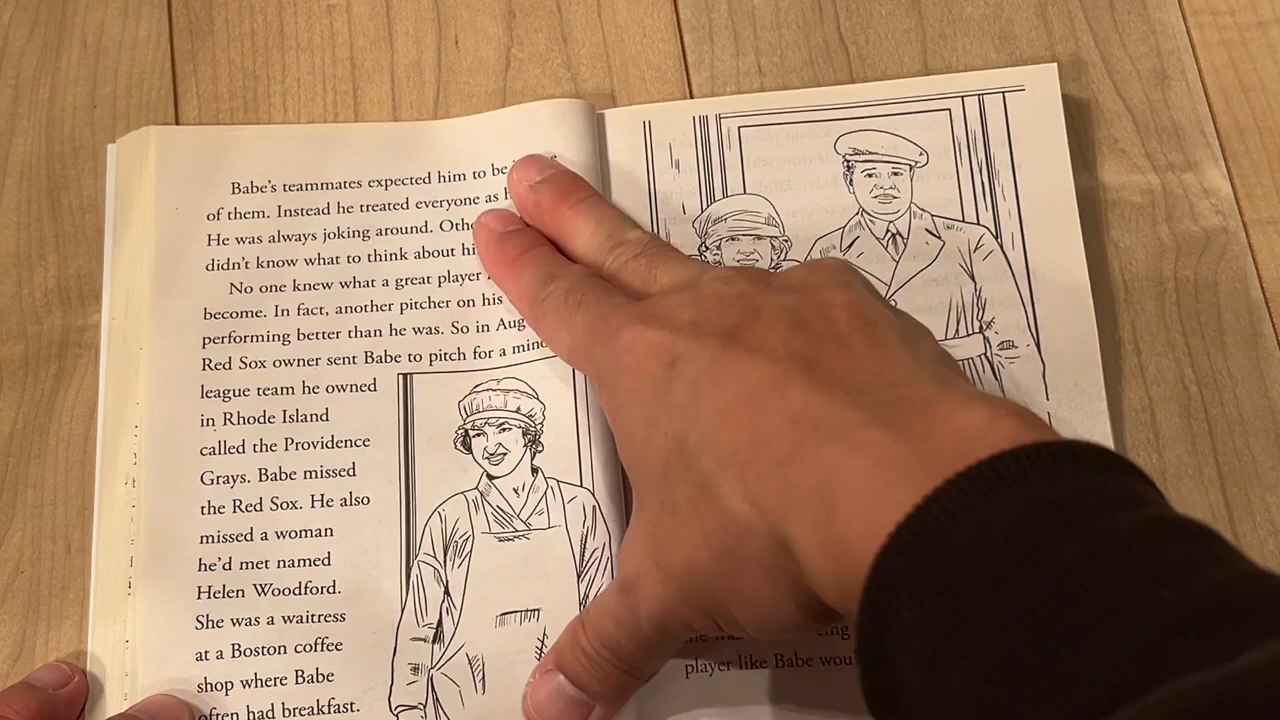 Babe's teammates expected him to be
of them. Instead he treated everyone as
He was always joking around.
didn't know what to think about
No one knew what a great player
become. In fact, another pitcher on his
performing better than he was. So in
Red Sox owner sent Babe to pitch for a
league team he owned
in Rhode Island
called the Providence
Grays. Babe missed
the Red Sox. He also
missed a woman
he'd met named
Helen Woodford.
She was a waitress
at a Boston coffee
shop where Babe
often had breakfast.
player like Babe